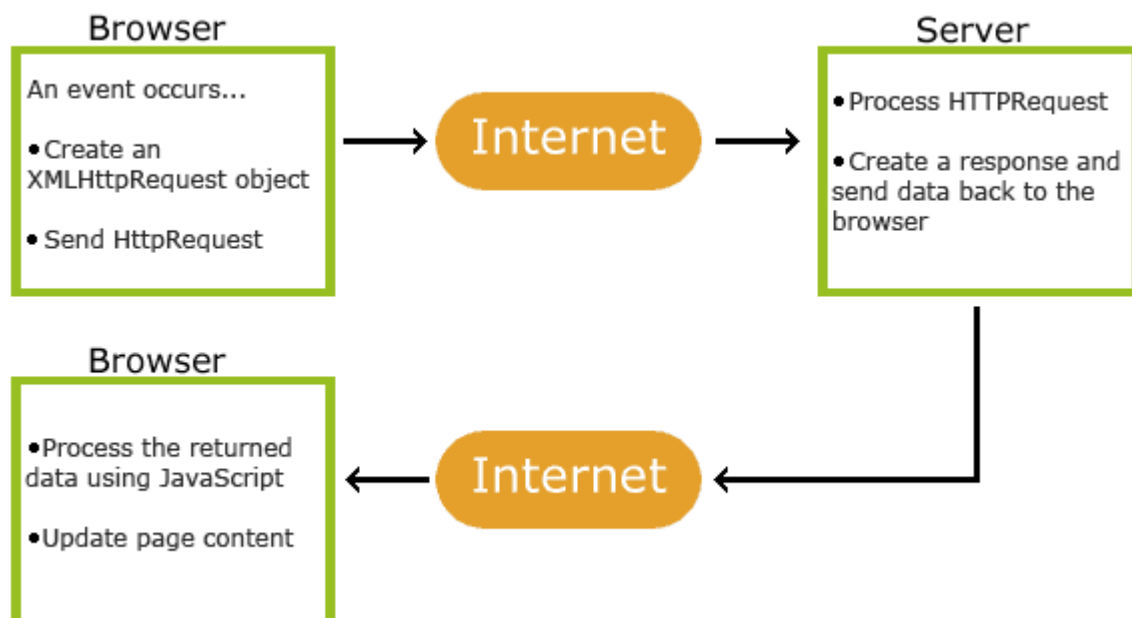 Browser
An event occurs...
•Create an
XMLHttpRequest object
• Send HttpRequest
Internet
Server
•Process HTTPRequest
•Create a response and
send data back to the
browser
Browser
•Process the returned
data using JavaScript
•Update page content
Internet